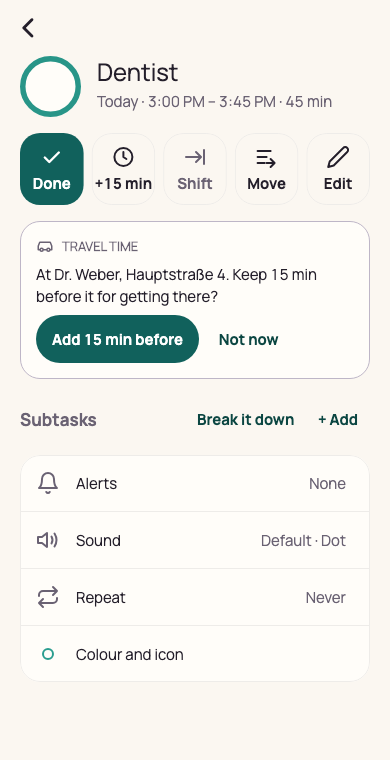 Dentist
Today · 3:00 PM – 3:45 PM · 45 min
Done
+15 min
Shift
Move
Edit
TRAVEL TIME
At Dr. Weber, Hauptstraße 4. Keep 15 min
before it for getting there?
Add 15 min before
Not now
Subtasks
Break it down
+ Add
Alerts
None
Sound
Default · Dot
Repeat
Never
Colour and icon